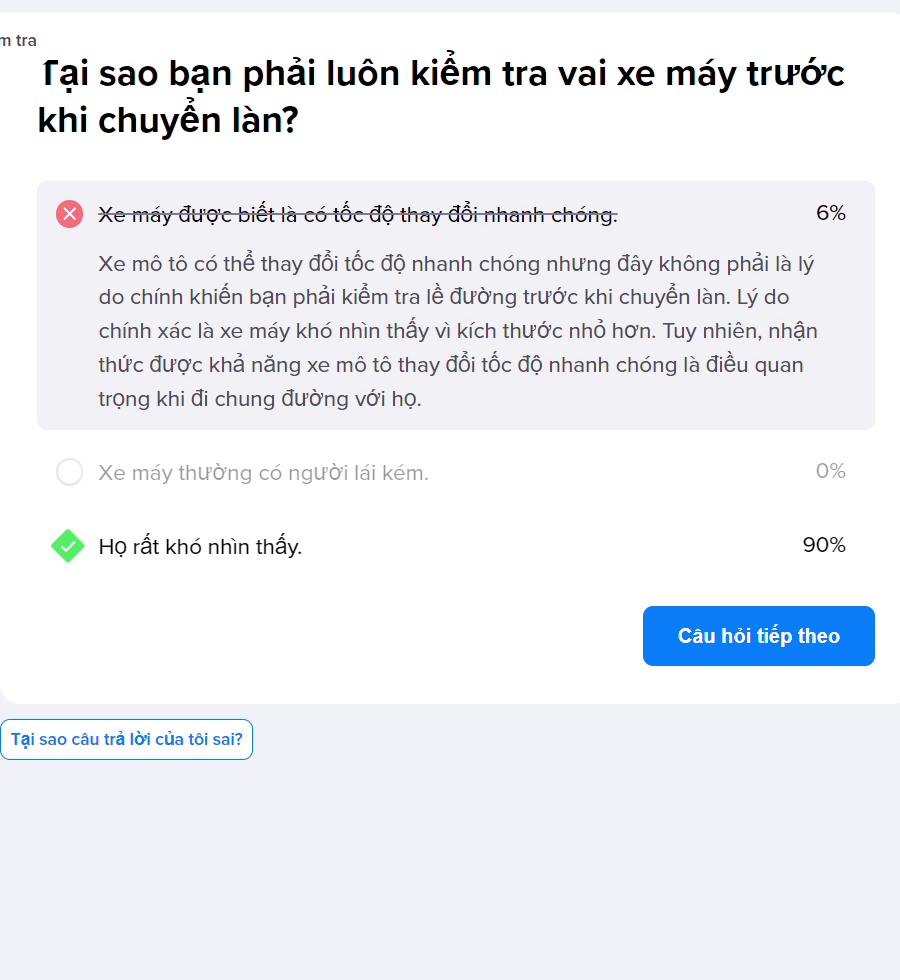 m tra
Tại sao bạn phải luôn kiểm tra vai xe máy trước
khi chuyển làn?
Xe máy được biết là có tốc độ thay đổi nhanh chóng.
6%
Xe mô tô có thể thay đổi tốc độ nhanh chóng nhưng đây không phải là lý
do chính khiến bạn phải kiểm tra lề đường trước khi chuyển làn. Lý do
chính xác là xe máy khó nhìn thấy vì kích thước nhỏ hơn. Tuy nhiên, nhận
thức được khả năng xe mô tô thay đổi tốc độ nhanh chóng là điều quan
trọng khi đi chung đường với họ.
Xe máy thường có người lái kém.
0%
Họ rất khó nhìn thấy.
90%
Câu hỏi tiếp theo
Tại sao câu trả lời của tôi sai?